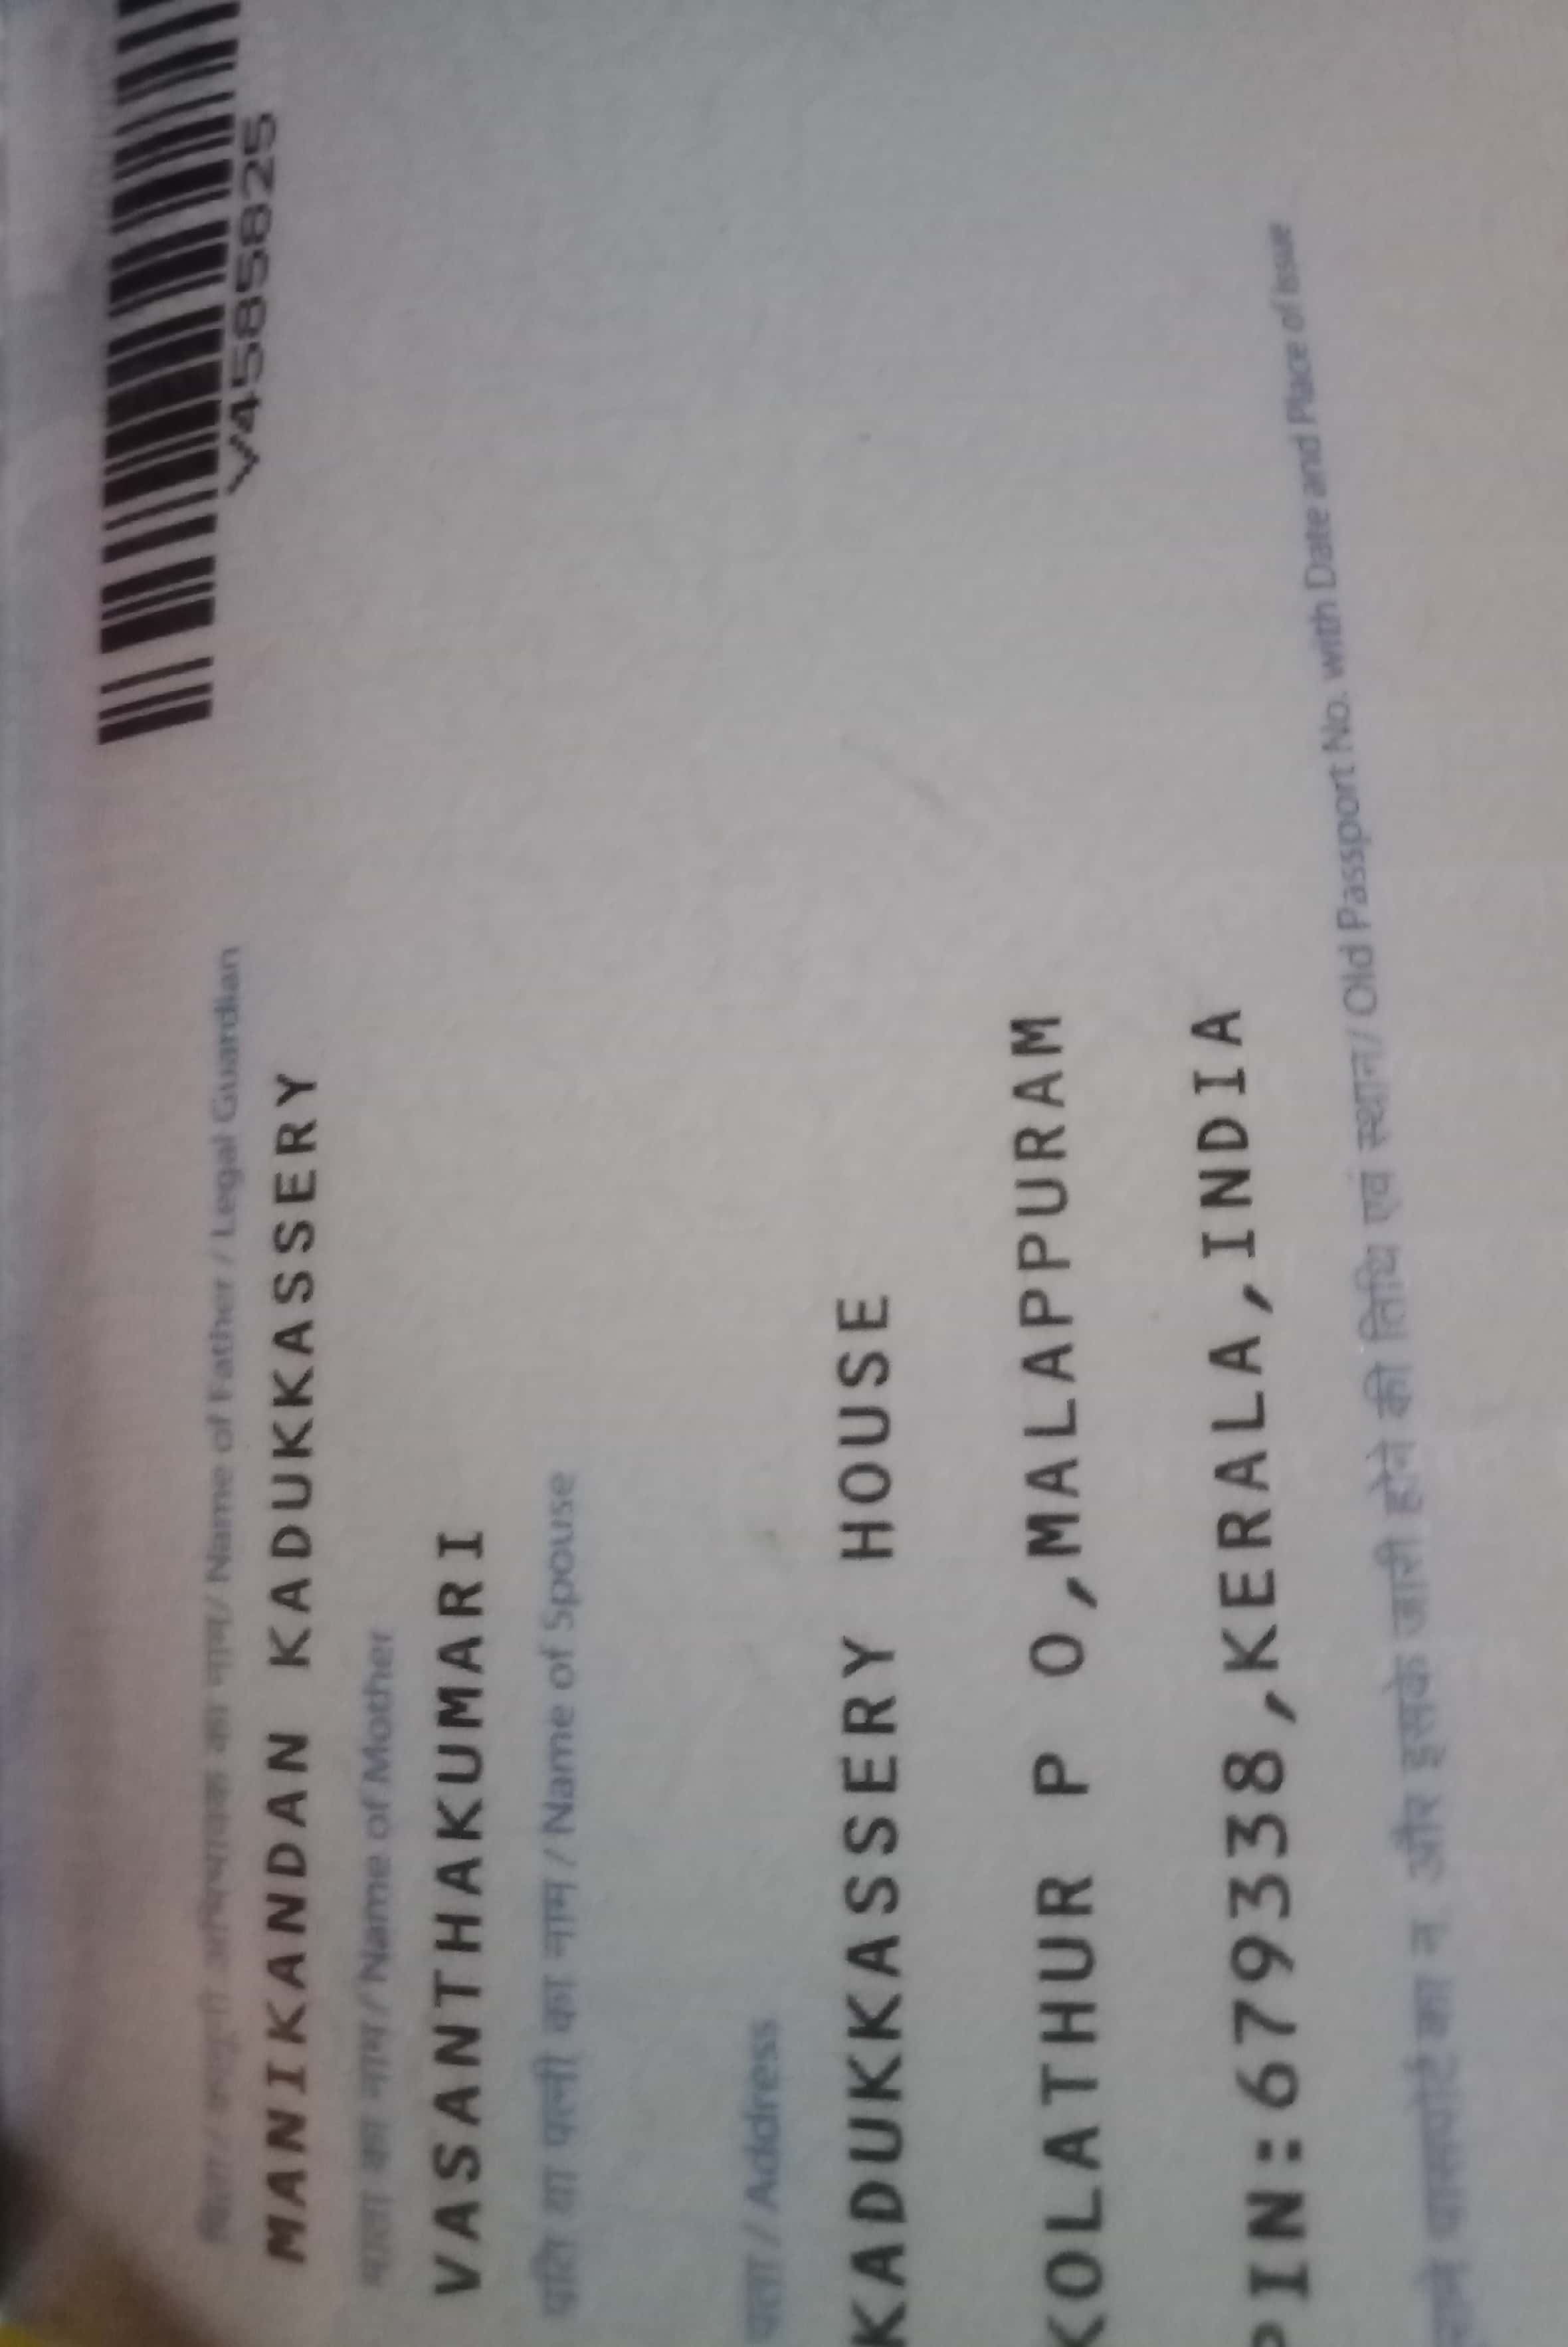 V4585825
पिता / कानूनी अभिभावक का नाम / Name of Father / Legal Guardian
MANIKANDAN KADUKKASSERY
माता का नाम / Name of Mother
VASANTHAKUMARI
पति या पत्नी का नाम / Name of Spouse
पता / Address
KADUKKASSERY HOUSE
KOLATHUR P O,MALAPPURAM
PIN:679338,KERALA,INDIA
पासपोर्ट का न. और इसके जारी होने की तिथि एवं स्थान / Old Passport No. with Date and Place of Issue